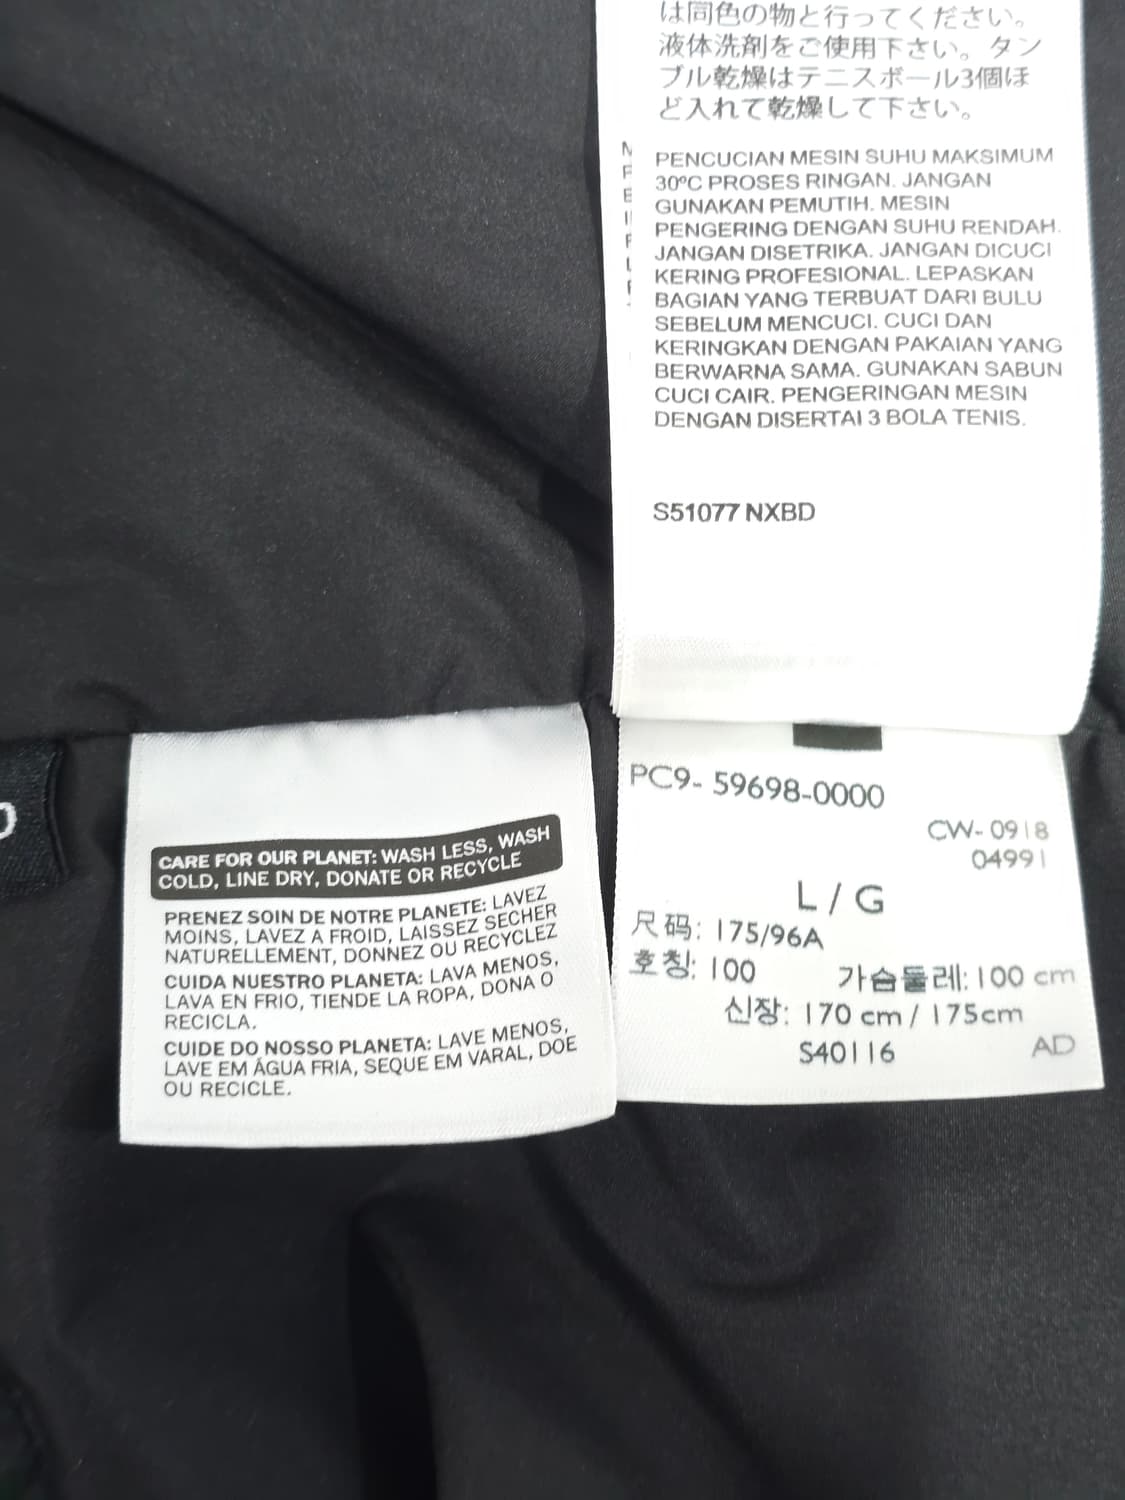 は同色の物と行ってください。
液体洗剤をご使用下さい。タン
ブル乾燥はテニスボール3個ほ
ど入れて乾燥して下さい。
PENCUCIAN MESIN SUHU MAKSIMUM
30ºC PROSES RINGAN. JANGAN
GUNAKAN PEMUTIH. MESIN
PENGERING DENGAN SUHU RENDAH.
JANGAN DISETRIKA. JANGAN DICUCI
KERING PROFESIONAL. LEPASKAN
BAGIAN YANG TERBUAT DARI BULU
SEBELUM MENCUCI. CUCI DAN
KERINGKAN DENGAN PAKAIAN YANG
BERWARNA SAMA. GUNAKAN SABUN
CUCI CAIR. PENGERINGAN MESIN
DENGAN DISERTAI 3 BOLA TENIS.
S51077 NXBD
CARE FOR OUR PLANET: WASH LESS, WASH
COLD, LINE DRY, DONATE OR RECYCLE
PRENEZ SOIN DE NOTRE PLANETE: LAVEZ
MOINS, LAVEZ A FROID, LAISSEZ SECHER
NATURELLEMENT, DONNEZ OU RECYCLEZ
CUIDA NUESTRO PLANETA: LAVA MENOS,
LAVA EN FRIO, TIENDE LA ROPA, DONA O
RECICLA.
CUIDE DO NOSSO PLANETA: LAVE MENOS,
LAVE EM ÁGUA FRIA, SEQUE EM VARAL, DOE
OU RECICLE.
PC9- 59698-0000
CW- 0918
04991
L / G
尺码: 175/96A
호칭: 100 가슴둘레: 100 cm
신장: 170 cm / 175cm
S40116 AD